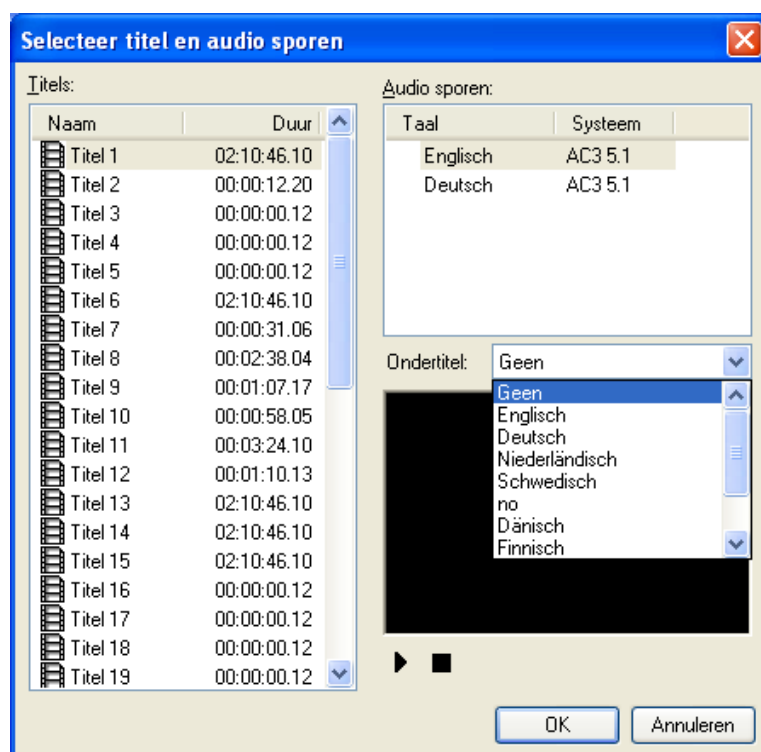 Selecteer titel en audio sporen
Titels:
Naam Duur
Titel 1 02:10:46.10
Titel 2 00:00:12.20
Titel 3 00:00:00.12
Titel 4 00:00:00.12
Titel 5 00:00:00.12
Titel 6 02:10:46.10
Titel 7 00:00:31.06
Titel 8 00:02:38.04
Titel 9 00:01:07.17
Titel 10 00:00:58.05
Titel 11 00:03:24.10
Titel 12 00:01:10.13
Titel 13 02:10:46.10
Titel 14 02:10:46.10
Titel 15 02:10:46.10
Titel 16 00:00:00.12
Titel 17 00:00:00.12
Titel 18 00:00:00.12
Titel 19 00:00:00.12
Audio sporen:
Taal Systeem
Englisch AC3 5.1
Deutsch AC3 5.1
Ondertitel: Geen
Geen
Englisch
Deutsch
Niederländisch
Schwedisch
no
Dänisch
Finnisch
OK Annuleren